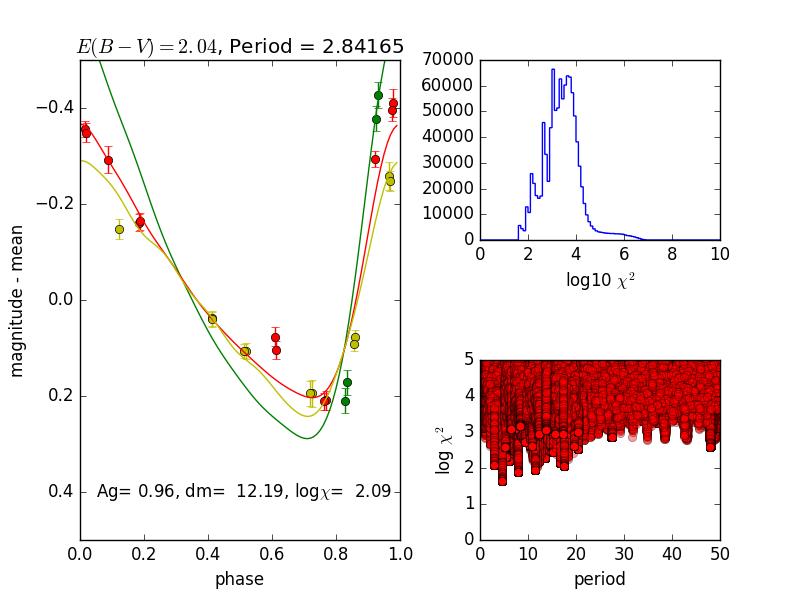 E(B − V) = 2.04, Period = 2.84165
−0.4
−0.2
0.0
0.2
0.4
magnitude - mean
Ag= 0.96, dm=  12.19, logχ=  2.09
0.0 0.2 0.4 0.6 0.8 1.0
phase
70000
60000
50000
40000
30000
20000
10000
0
0 2 4 6 8 10
log10 χ²
5
4
3
2
1
0
log χ²
0 10 20 30 40 50
period